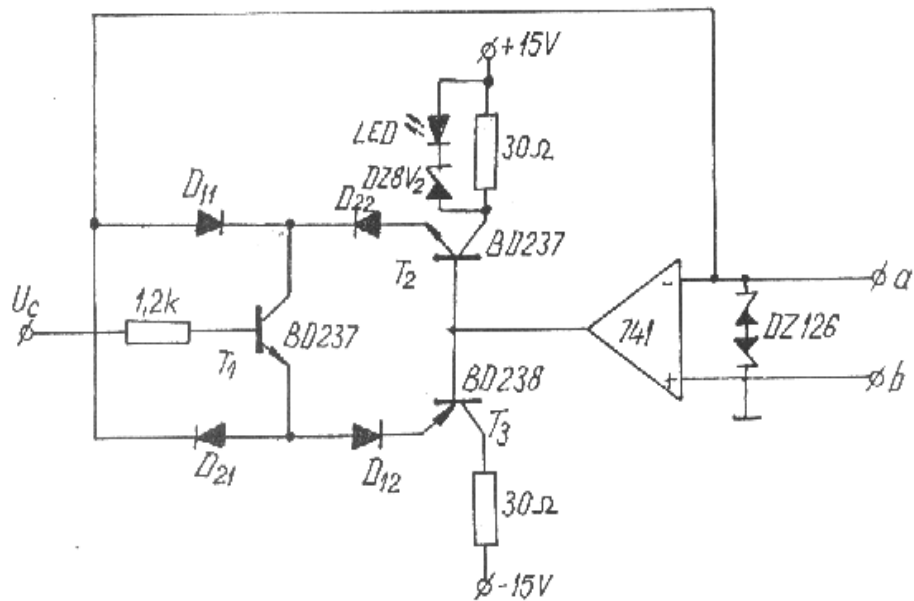 +15V
LED
30Ω
DZ8V2
D11
D22
BD237
T2
a
Uc
1,2k
741
DZ126
BD237
T1
BD238
b
T3
D21
D12
30Ω
-15V
-
+